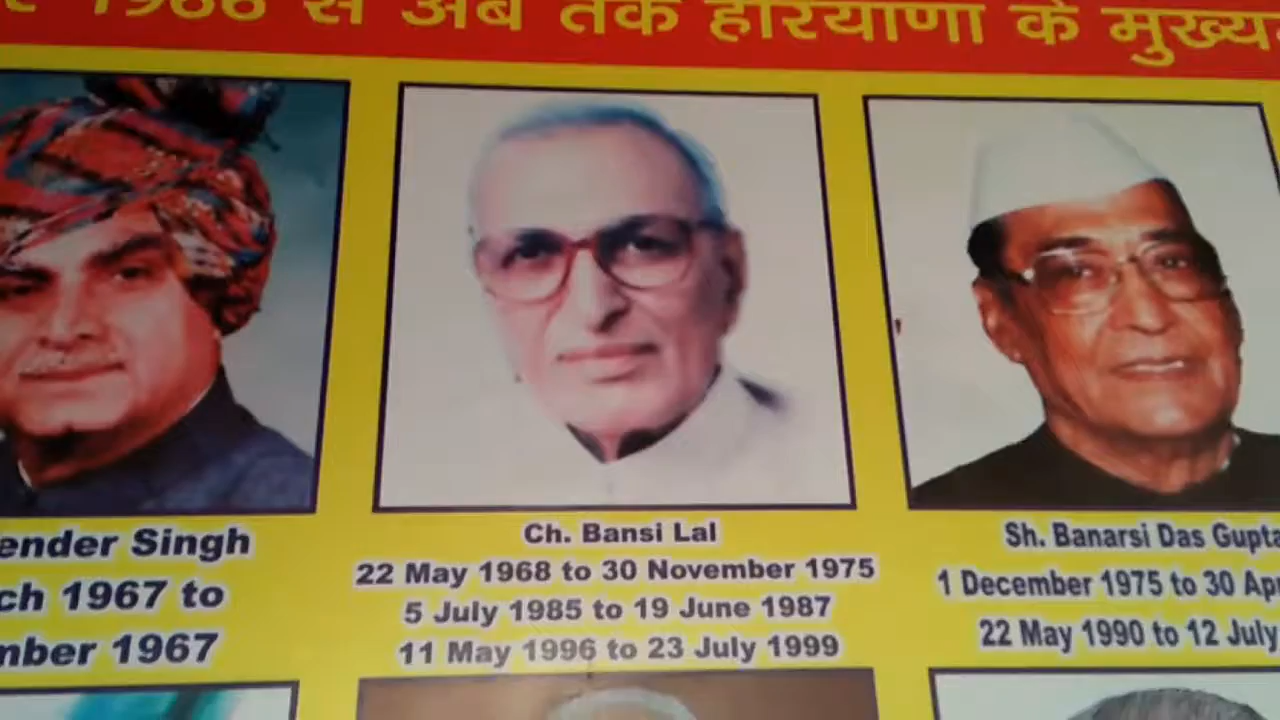 1966 से अब तक हरियाणा के
ender Singh
ch 1967 to
mber 1967
Ch. Bansi Lal
22 May 1968 to 30 November 1975
5 July 1985 to 19 June 1987
11 May 1996 to 23 July 1999
Sh. Banarsi Das Gupta
1 December 1975 to 30 Ap
22 May 1990 to 12 July